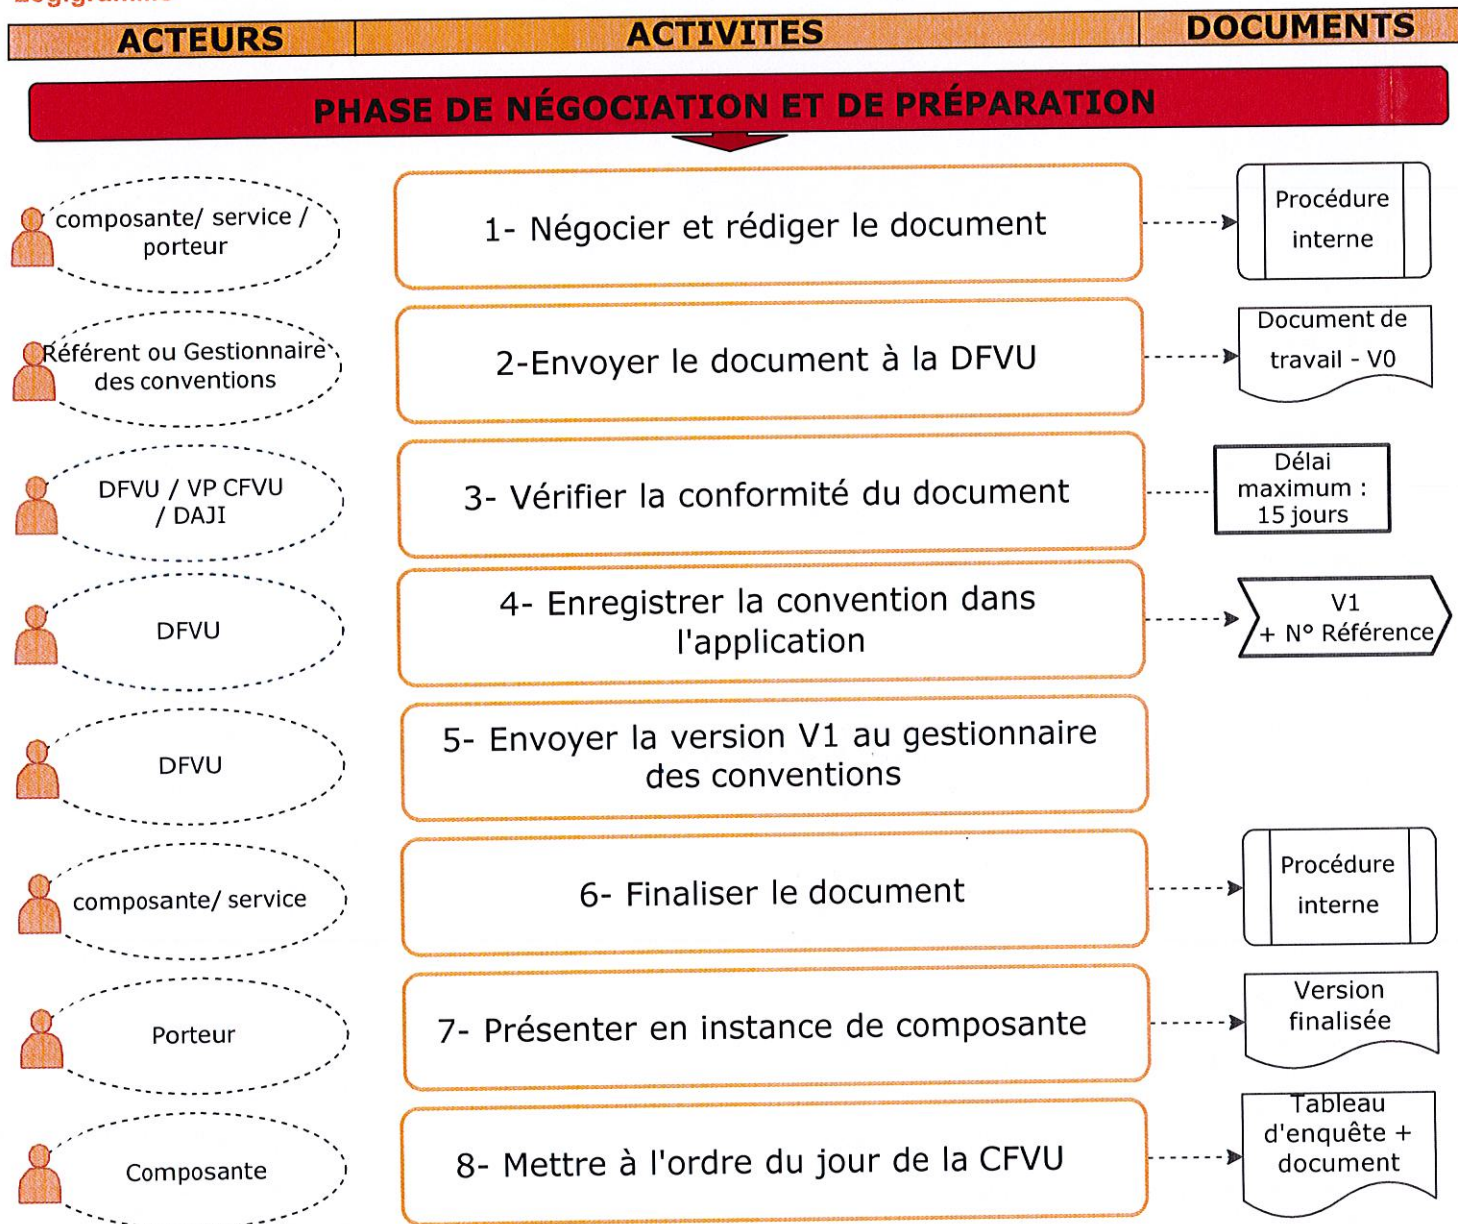 ACTEURS
ACTIVITES
DOCUMENTS
PHASE DE NÉGOCIATION ET DE PRÉPARATION
composante/ service /
porteur
1- Négocier et rédiger le document
Procédure
interne
Référent ou Gestionnaire
des conventions
2-Envoyer le document à la DFVU
Document de
travail - V0
DFVU / VP CFVU
/ DAJI
3- Vérifier la conformité du document
Délai
maximum :
15 jours
DFVU
4- Enregistrer la convention dans
l'application
V1
+ N° Référence
DFVU
5- Envoyer la version V1 au gestionnaire
des conventions
composante/ service
6- Finaliser le document
Procédure
interne
Porteur
7- Présenter en instance de composante
Version
finalisée
Composante
8- Mettre à l'ordre du jour de la CFVU
Tableau
d'enquête +
document